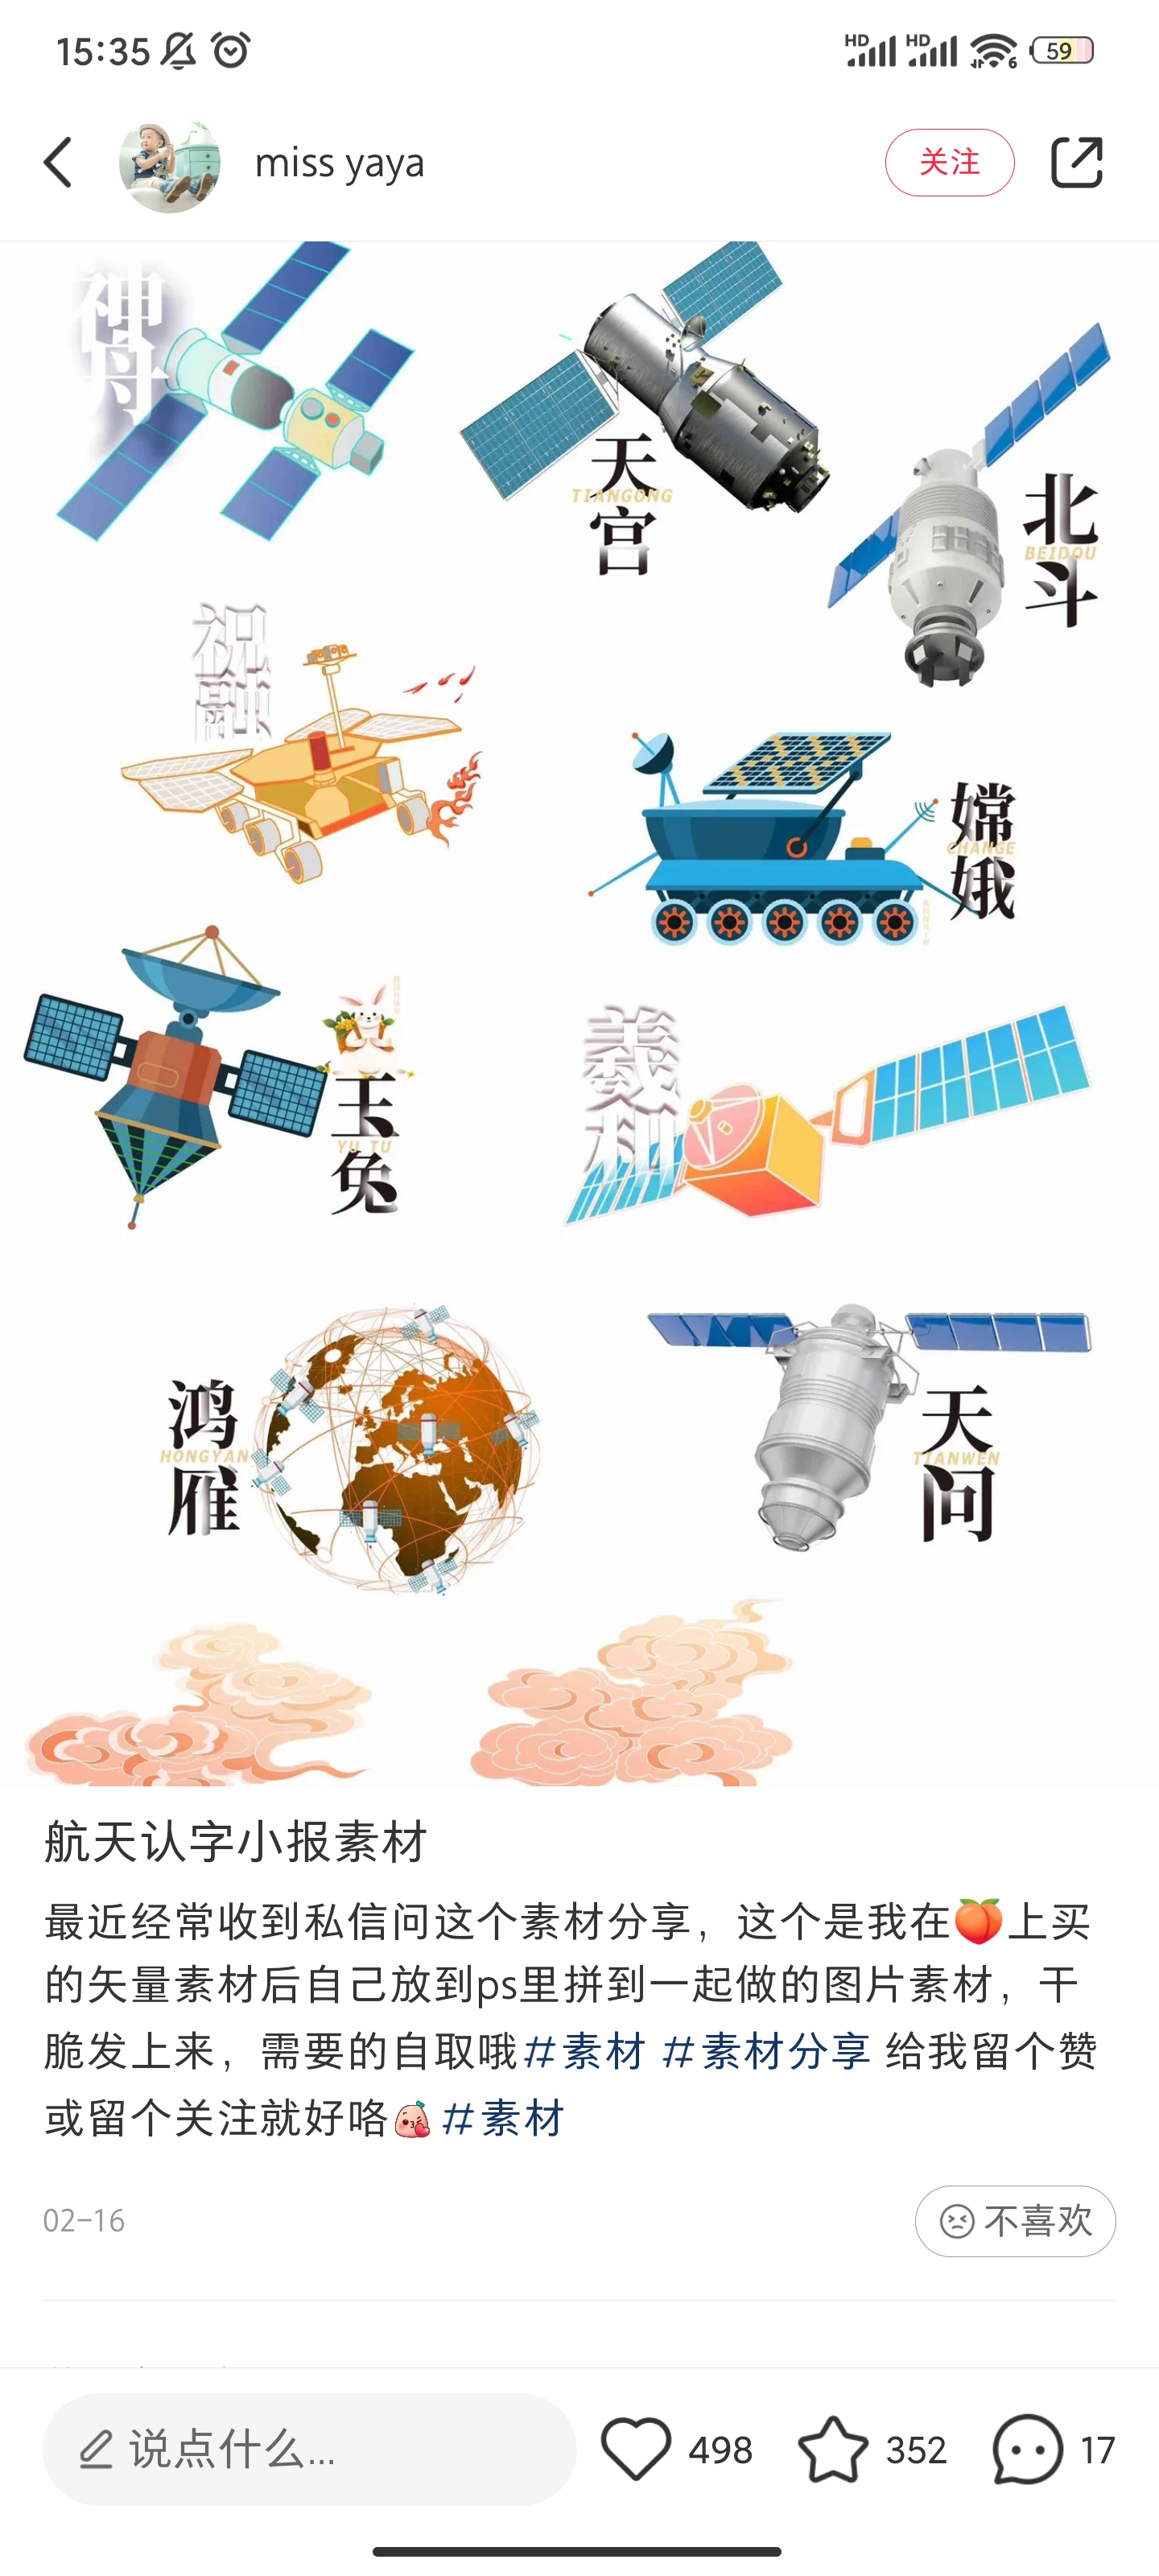 15:35
HD HD 6 59
miss yaya
关注
神舟
天宫
TIANGONG
北斗
BEIDOU
祝融
嫦娥
CHANGE
玉兔
YU TU
羲和
鸿雁
HONGYAN
天问
TIANWEN
航天认字小报素材
最近经常收到私信问这个素材分享，这个是我在🍑上买
的矢量素材后自己放到ps里拼到一起做的图片素材，干
脆发上来，需要的自取哦#素材 #素材分享 给我留个赞
或留个关注就好咯 #素材
02-16
不喜欢
说点什么...
498
352
17